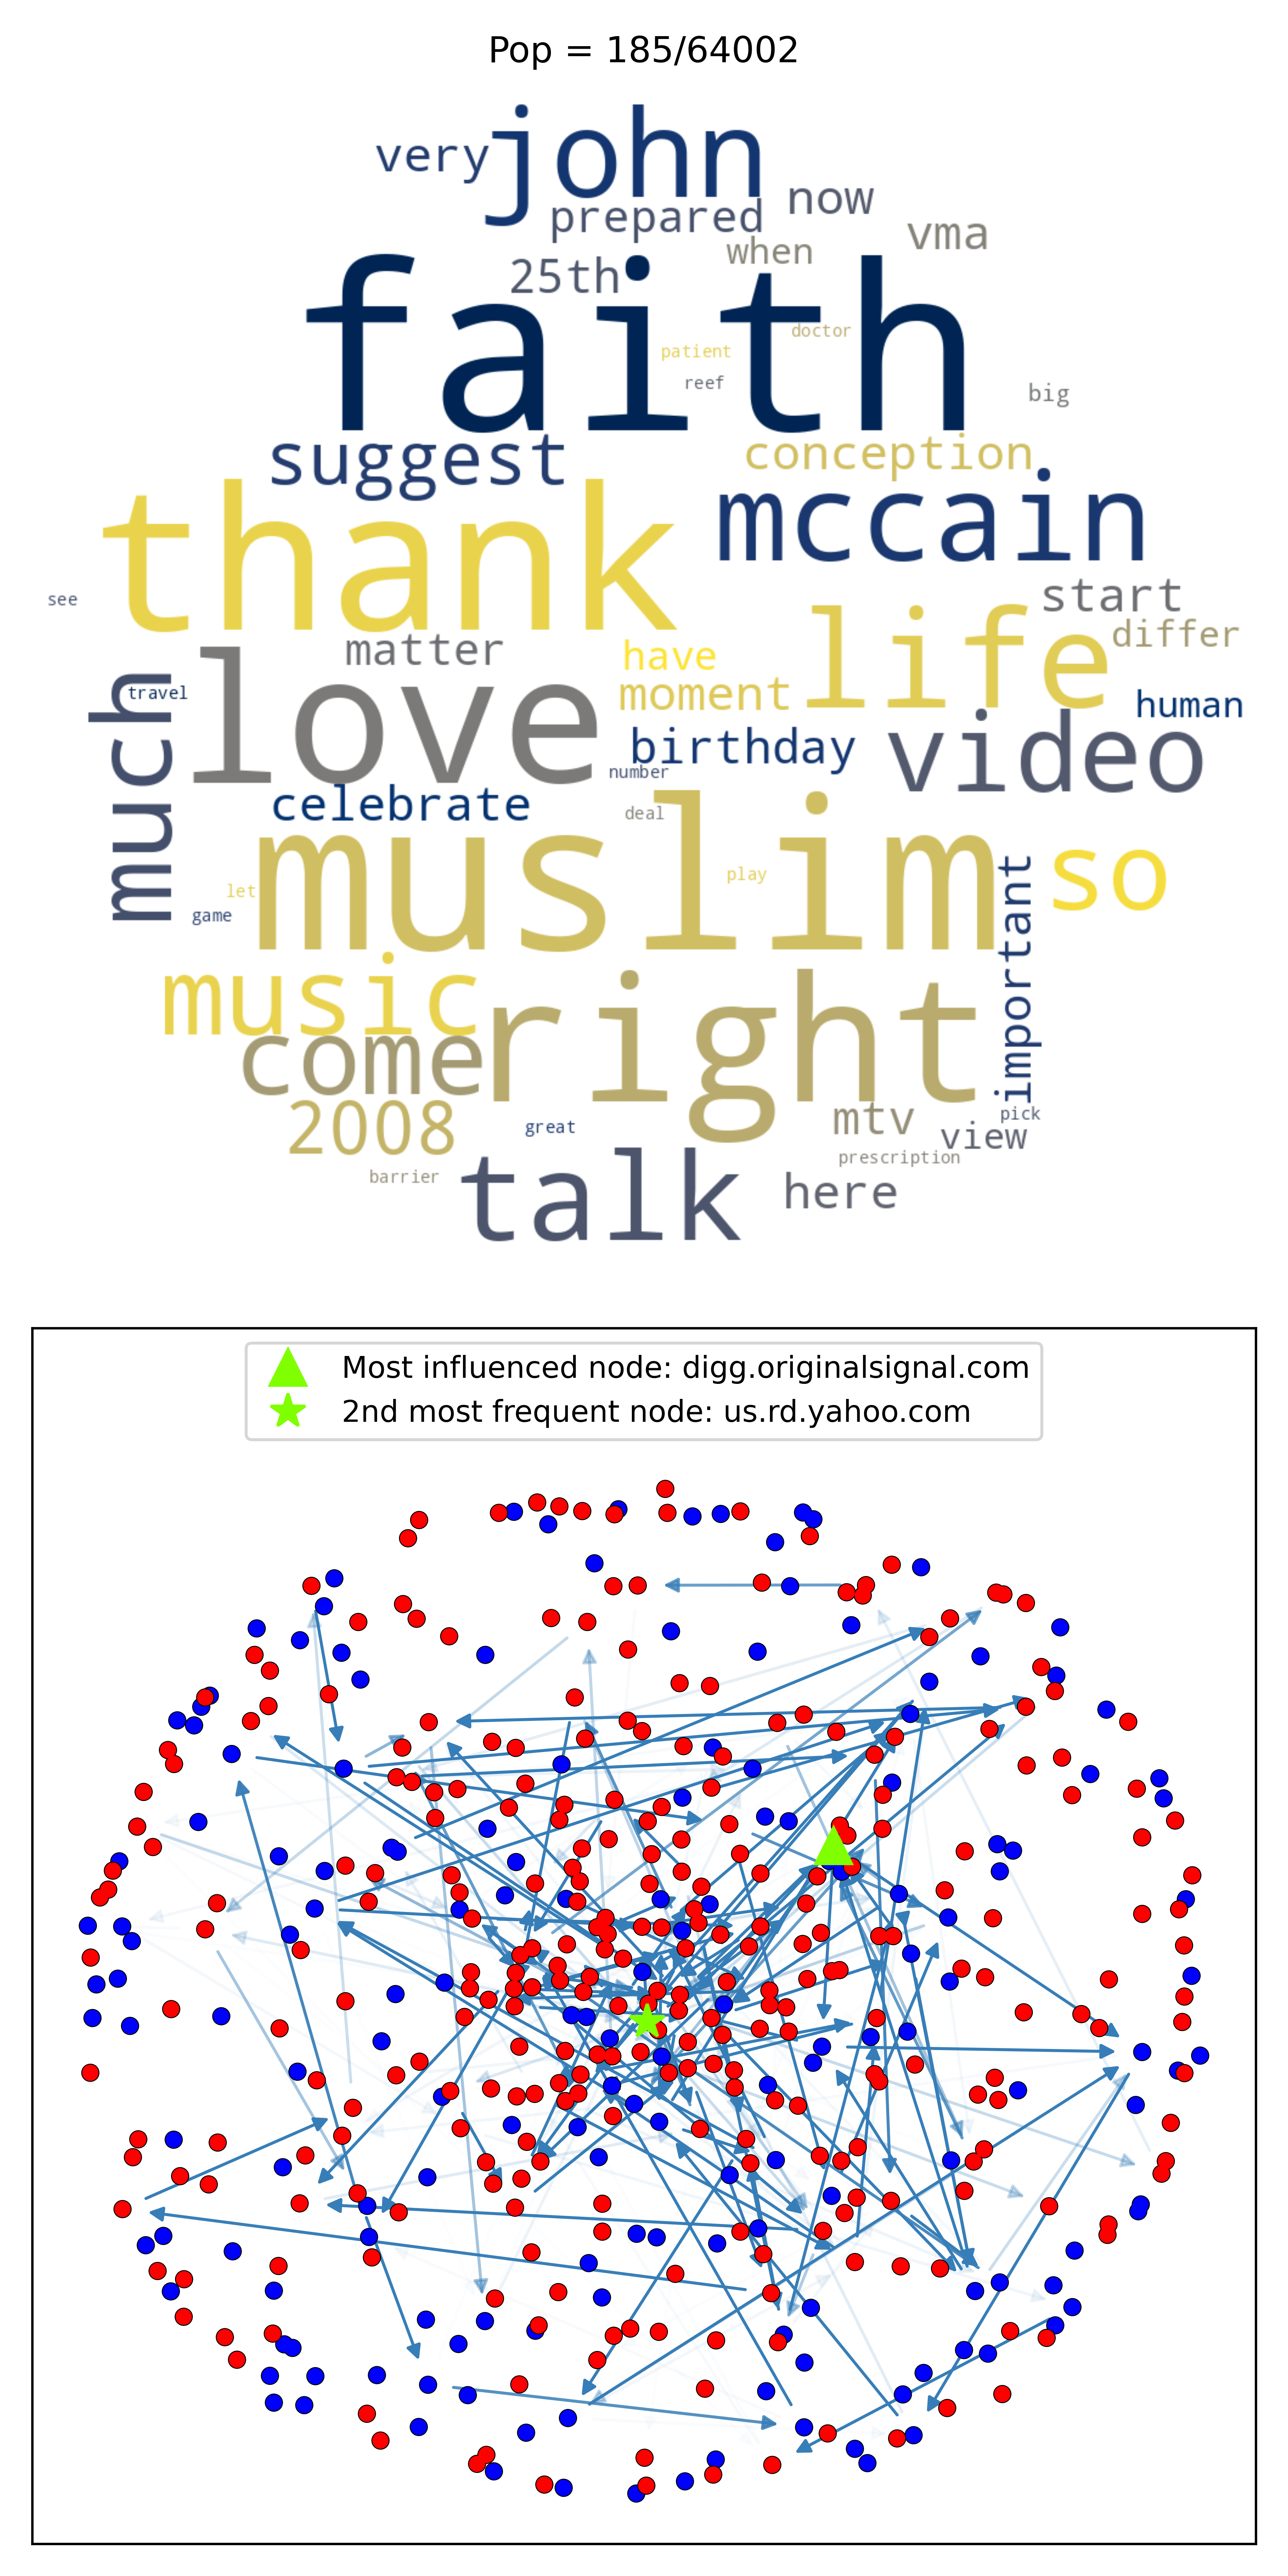 Pop = 185/64002
john
very
now
prepared
vma
when
25th
faith
doctor
patient
reef
big
suggest
conception
mccain
thank
start
see
life
differ
matter
have
moment
travel
love
human
much
video
birthday
number
celebrate
deal
muslim
so
play
important
let
game
music
right
come
2008
mtv
pick
great
view
prescription
talk
barrier
here
Most influenced node: digg.originalsignal.com
2nd most frequent node: us.rd.yahoo.com